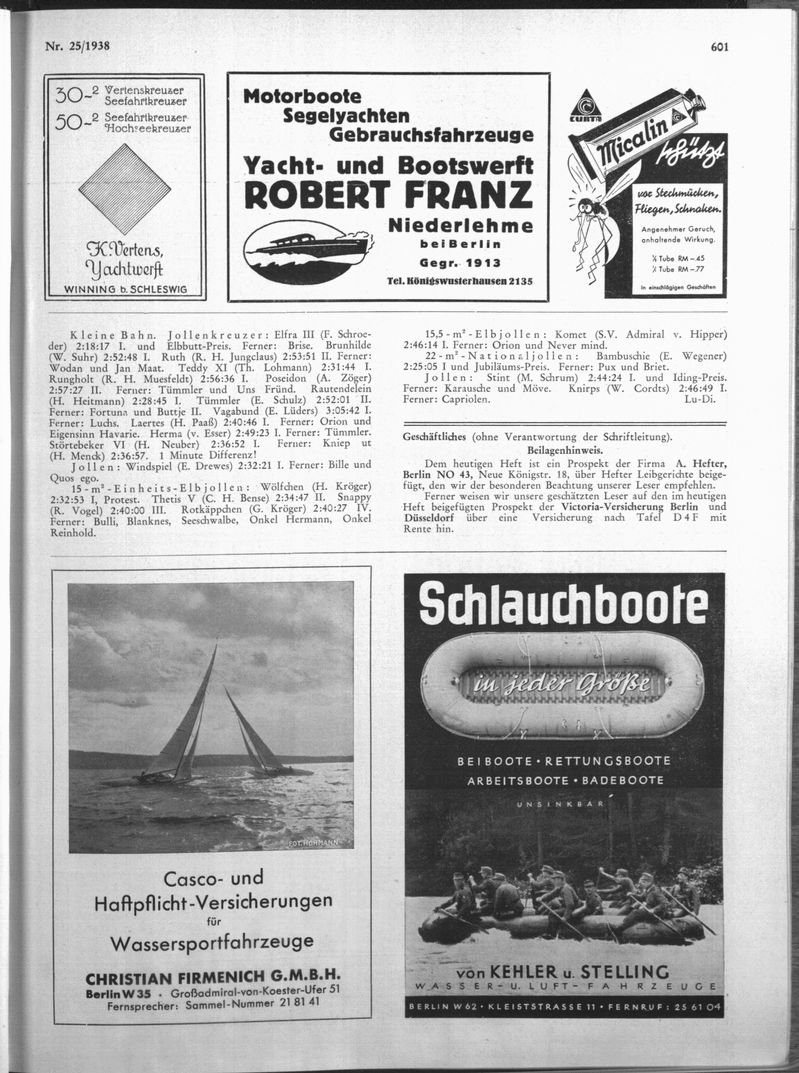 Nr. 25/1938
601
30-² Vertenskreuzer
Seefahrtkreuzer
50-² Seefahrtkreuzer
Hochseekreuzer
K. Vertens,
Yachtwerft
WINNING b. SCHLESWIG
Motorboote
Segelyachten
Gebrauchsfahrzeuge
Yacht- und Bootswerft
ROBERT FRANZ
Niederlehme
bei Berlin
Gegr. 1913
Tel. Königswusterhausen 2135
CURTA
Micalin
schützt
vor Stechmücken,
Fliegen, Schnaken.
Angenehmer Geruch,
anhaltende Wirkung.
½ Tube RM -.45
¹⁄₁ Tube RM -.77
In einschlägigen Geschäften
Kleine Bahn. Jollenkreuzer: Elfra III (F. Schroe-
der) 2:18:17 I. und Elbbutt-Preis. Ferner: Brise. Brunhilde
(W. Suhr) 2:52:48 I. Ruth (R. H. Jungclaus) 2:53:51 II. Ferner:
Wodan und Jan Maat. Teddy XI (Th. Lohmann) 2:31:44 I.
Rungholt (R. H. Muesfeldt) 2:56:36 I. Poseidon (A. Zöger)
2:57:27 II. Ferner: Tümmler und Uns Fründ. Rautendelein
(H. Heitmann) 2:28:45 I. Tümmler (E. Schulz) 2:52:01 II.
Ferner: Fortuna und Buttje II. Vagabund (E. Lüders) 3:05:42 I.
Ferner: Luchs. Laertes (H. Paaß) 2:40:46 I. Ferner: Orion und
Eigensinn Havarie. Herma (v. Esser) 2:49:23 I. Ferner: Tümmler.
Störtebeker VI (H. Neuber) 2:36:52 I. Ferner: Kniep ut
(H. Menck) 2:36:57. 1 Minute Differenz!
Jollen: Windspiel (E. Drewes) 2:32:21 I. Ferner: Bille und
Quos ego.
15-m²-Einheits-Elbjollen: Wölfchen (H. Kröger)
2:32:53 I, Protest. Thetis V (C. H. Bense) 2:34:47 II. Snappy
(R. Vogel) 2:40:00 III. Rotkäppchen (G. Kröger) 2:40:27 IV.
Ferner: Bulli, Blanknes, Seeschwalbe, Onkel Hermann, Onkel
Reinhold.
15,5-m²-Elbjollen: Komet (S.V. Admiral v. Hipper)
2:46:14 I. Ferner: Orion und Never mind.
22-m²-Nationaljollen: Bambuschie (E. Wegener)
2:25:05 I und Jubiläums-Preis. Ferner: Pux und Briet.
Jollen: Stint (M. Schrum) 2:44:24 I. und Iding-Preis.
Ferner: Karausche und Möve. Knirps (W. Cordts) 2:46:49 I.
Ferner: Capriolen. Lu-Di.
Geschäftliches (ohne Verantwortung der Schriftleitung).
Beilagenhinweis.
Dem heutigen Heft ist ein Prospekt der Firma A. Hefter,
Berlin NO 43, Neue Königstr. 18, über Hefter Leibgerichte beige-
fügt, den wir der besonderen Beachtung unserer Leser empfehlen.
Ferner weisen wir unsere geschätzten Leser auf den im heutigen
Heft beigefügten Prospekt der Victoria-Versicherung Berlin und
Düsseldorf über eine Versicherung nach Tafel D 4 F mit
Rente hin.
FOT. HOHMANN
Casco- und
Haftpflicht-Versicherungen
für
Wassersportfahrzeuge
CHRISTIAN FIRMENICH G.M.B.H.
Berlin W 35 . Großadmiral-von-Koester-Ufer 51
Fernsprecher: Sammel-Nummer 21 81 41
Schlauchboote
in jeder Größe
BEIBOOTE • RETTUNGSBOOTE
ARBEITSBOOTE • BADEBOOTE
UNSINKBAR
von KEHLER u. STELLING
WASSER- U. LUFT-FAHRZEUGE
BERLIN W62 • KLEISTSTRASSE 11 • FERNRUF: 25 61 04